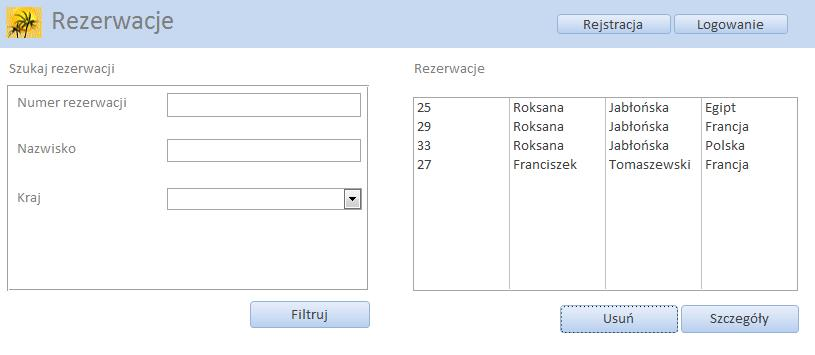 Rezerwacje
Rejstracja Logowanie
Szukaj rezerwacji
Numer rezerwacji
Nazwisko
Kraj
Filtruj
Rezerwacje
25 Roksana Jabłońska Egipt
29 Roksana Jabłońska Francja
33 Roksana Jabłońska Polska
27 Franciszek Tomaszewski Francja
Usuń Szczegóły